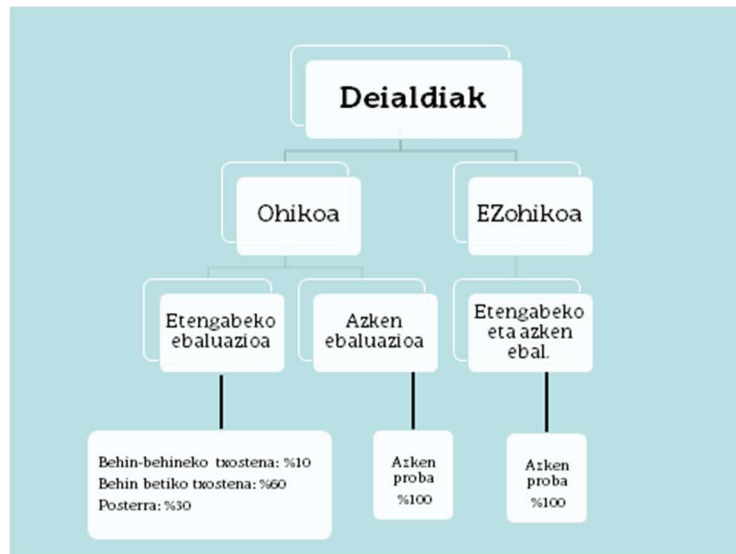 Deialdiak
Ohikoa
EZohikoa
Etengabeko
ebaluazioa
Azken
ebaluazioa
Etengabeko
eta azken
ebal.
Behin-behineko txostena: %10
Behin betiko txostena: %60
Posterra: %30
Azken
proba
%100
Azken
proba
%100